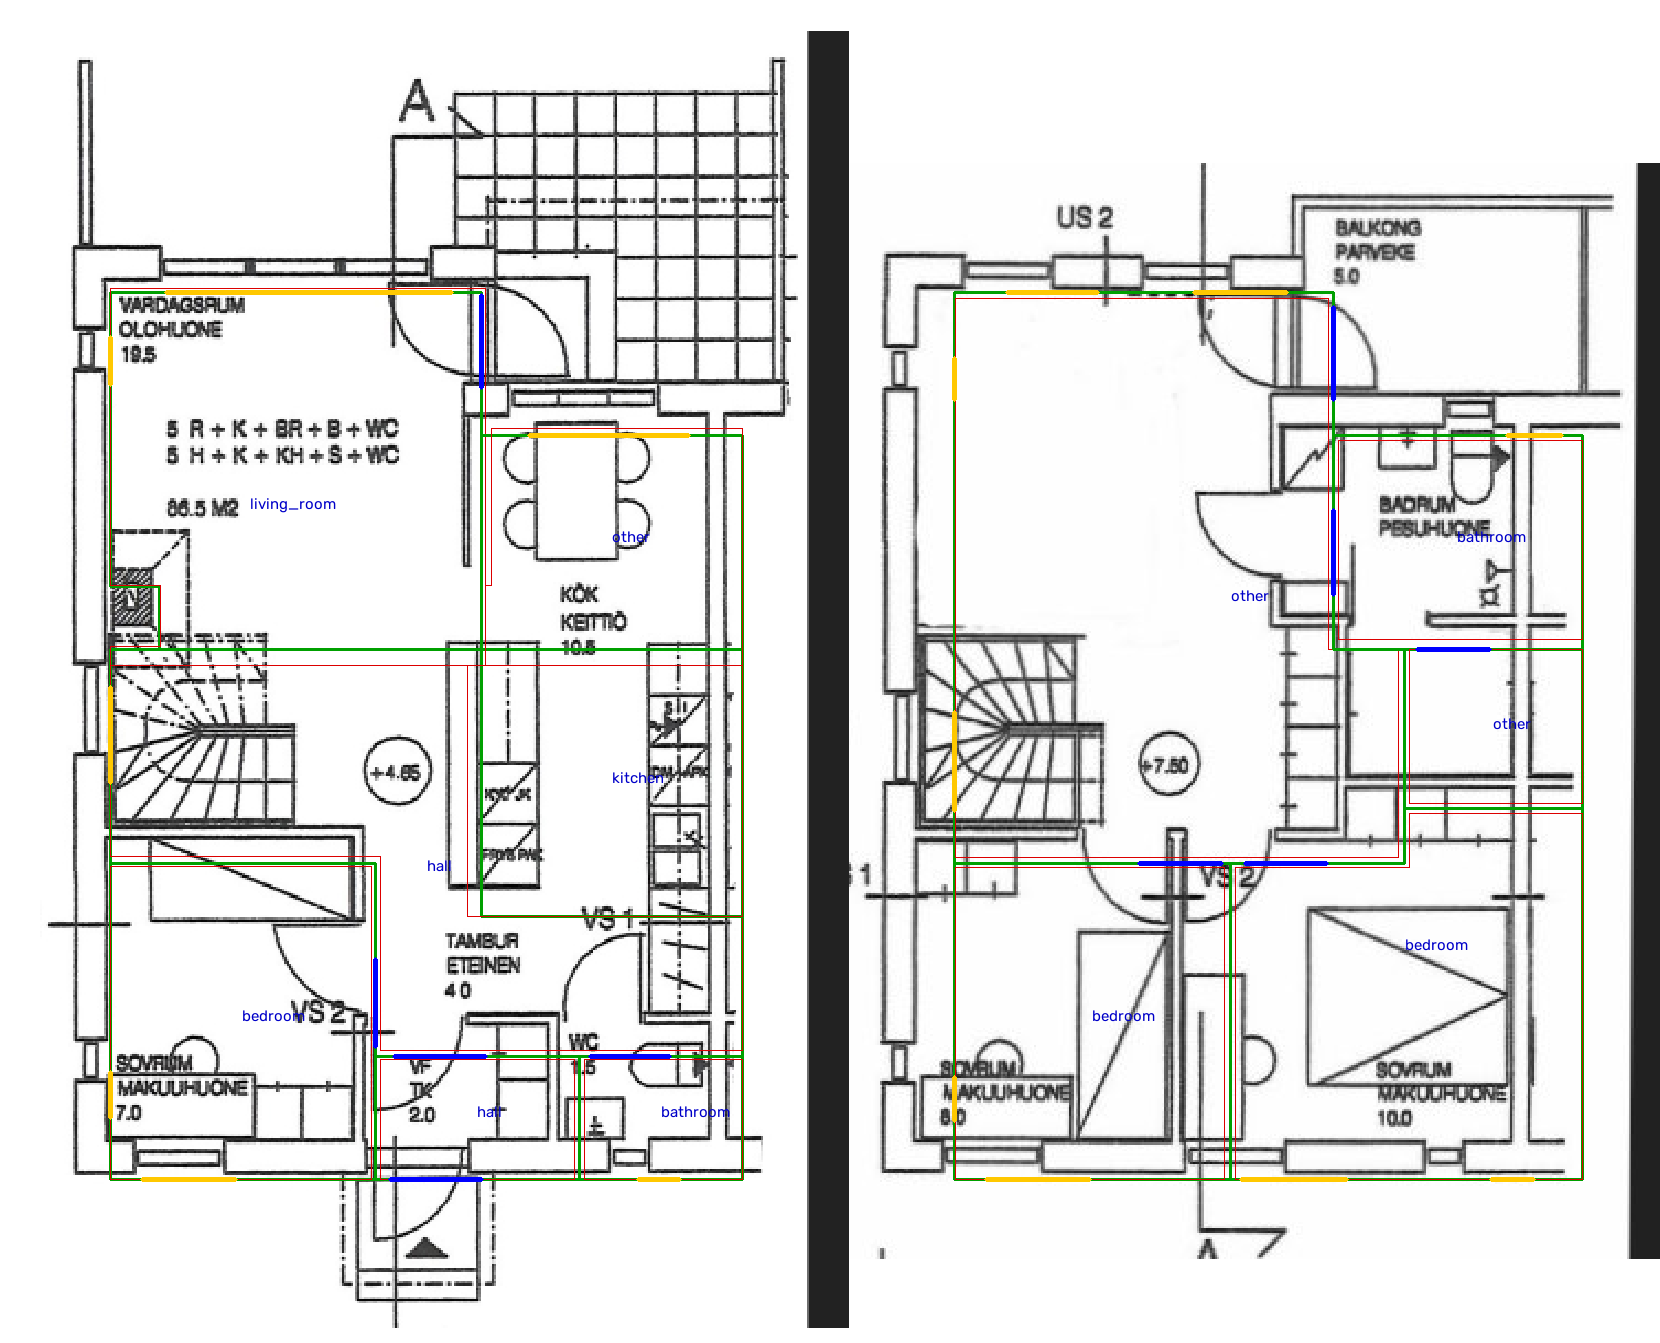 A
VARDAGSRUM
OLOHUONE
19.5
5 R + K + BR + B + WC
5 H + K + KH + S + WC
86.5 M2
living_room
other
KÖK
KEITTIÖ
10.5
+4.85
kitchen
hall
VS 1
TAMBUR
ETEINEN
4 0
VS 2
bedroom
SOVRUM
MAKUUHUONE
7.0
VF
TK
2.0
hall
WC
1.5
bathroom
US 2
BALKONG
PARVEKE
5.0
BADRUM
PESUHUONE
bathroom
other
other
+7.50
VS 2
bedroom
bedroom
SOVRUM
MAKUUHUONE
8.0
SOVRUM
MAKUUHUONE
10.0
A